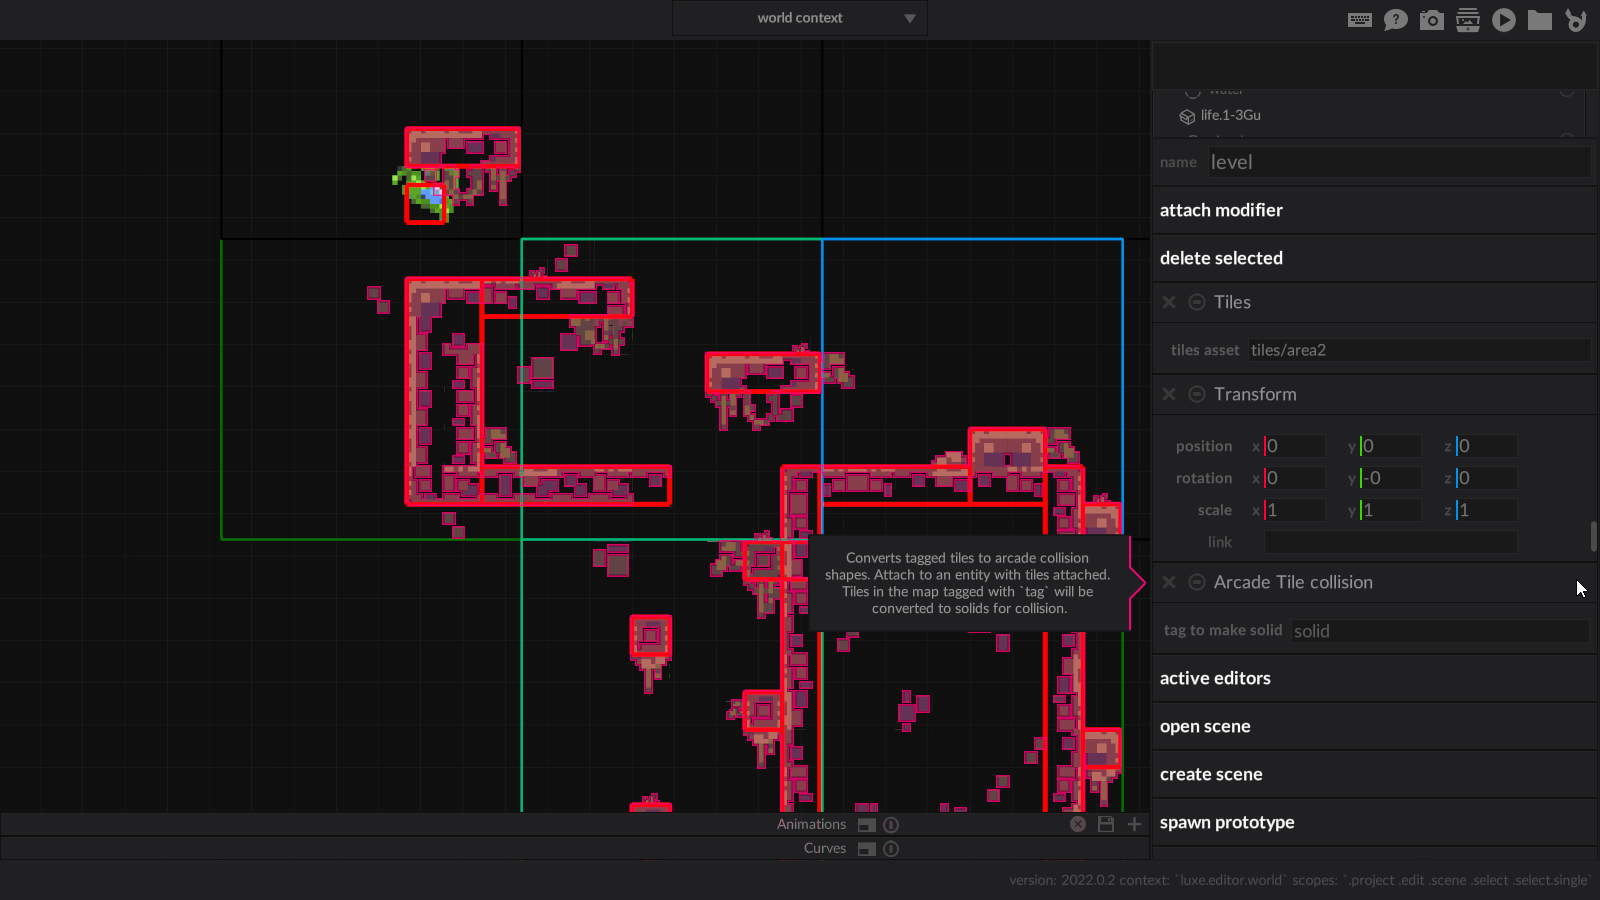 world context
water
life.1-3Gu
name level
attach modifier
delete selected
Tiles
tiles asset tiles/area2
Transform
position x 0 y 0 z 0
rotation x 0 y -0 z 0
scale x 1 y 1 z 1
link
Converts tagged tiles to arcade collision
shapes. Attach to an entity with tiles attached.
Tiles in the map tagged with `tag` will be
converted to solids for collision.
Arcade Tile collision
tag to make solid solid
active editors
open scene
create scene
spawn prototype
Animations
Curves
version: 2022.0.2 context: `luxe.editor.world` scopes: `.project .edit .scene .select .select.single`